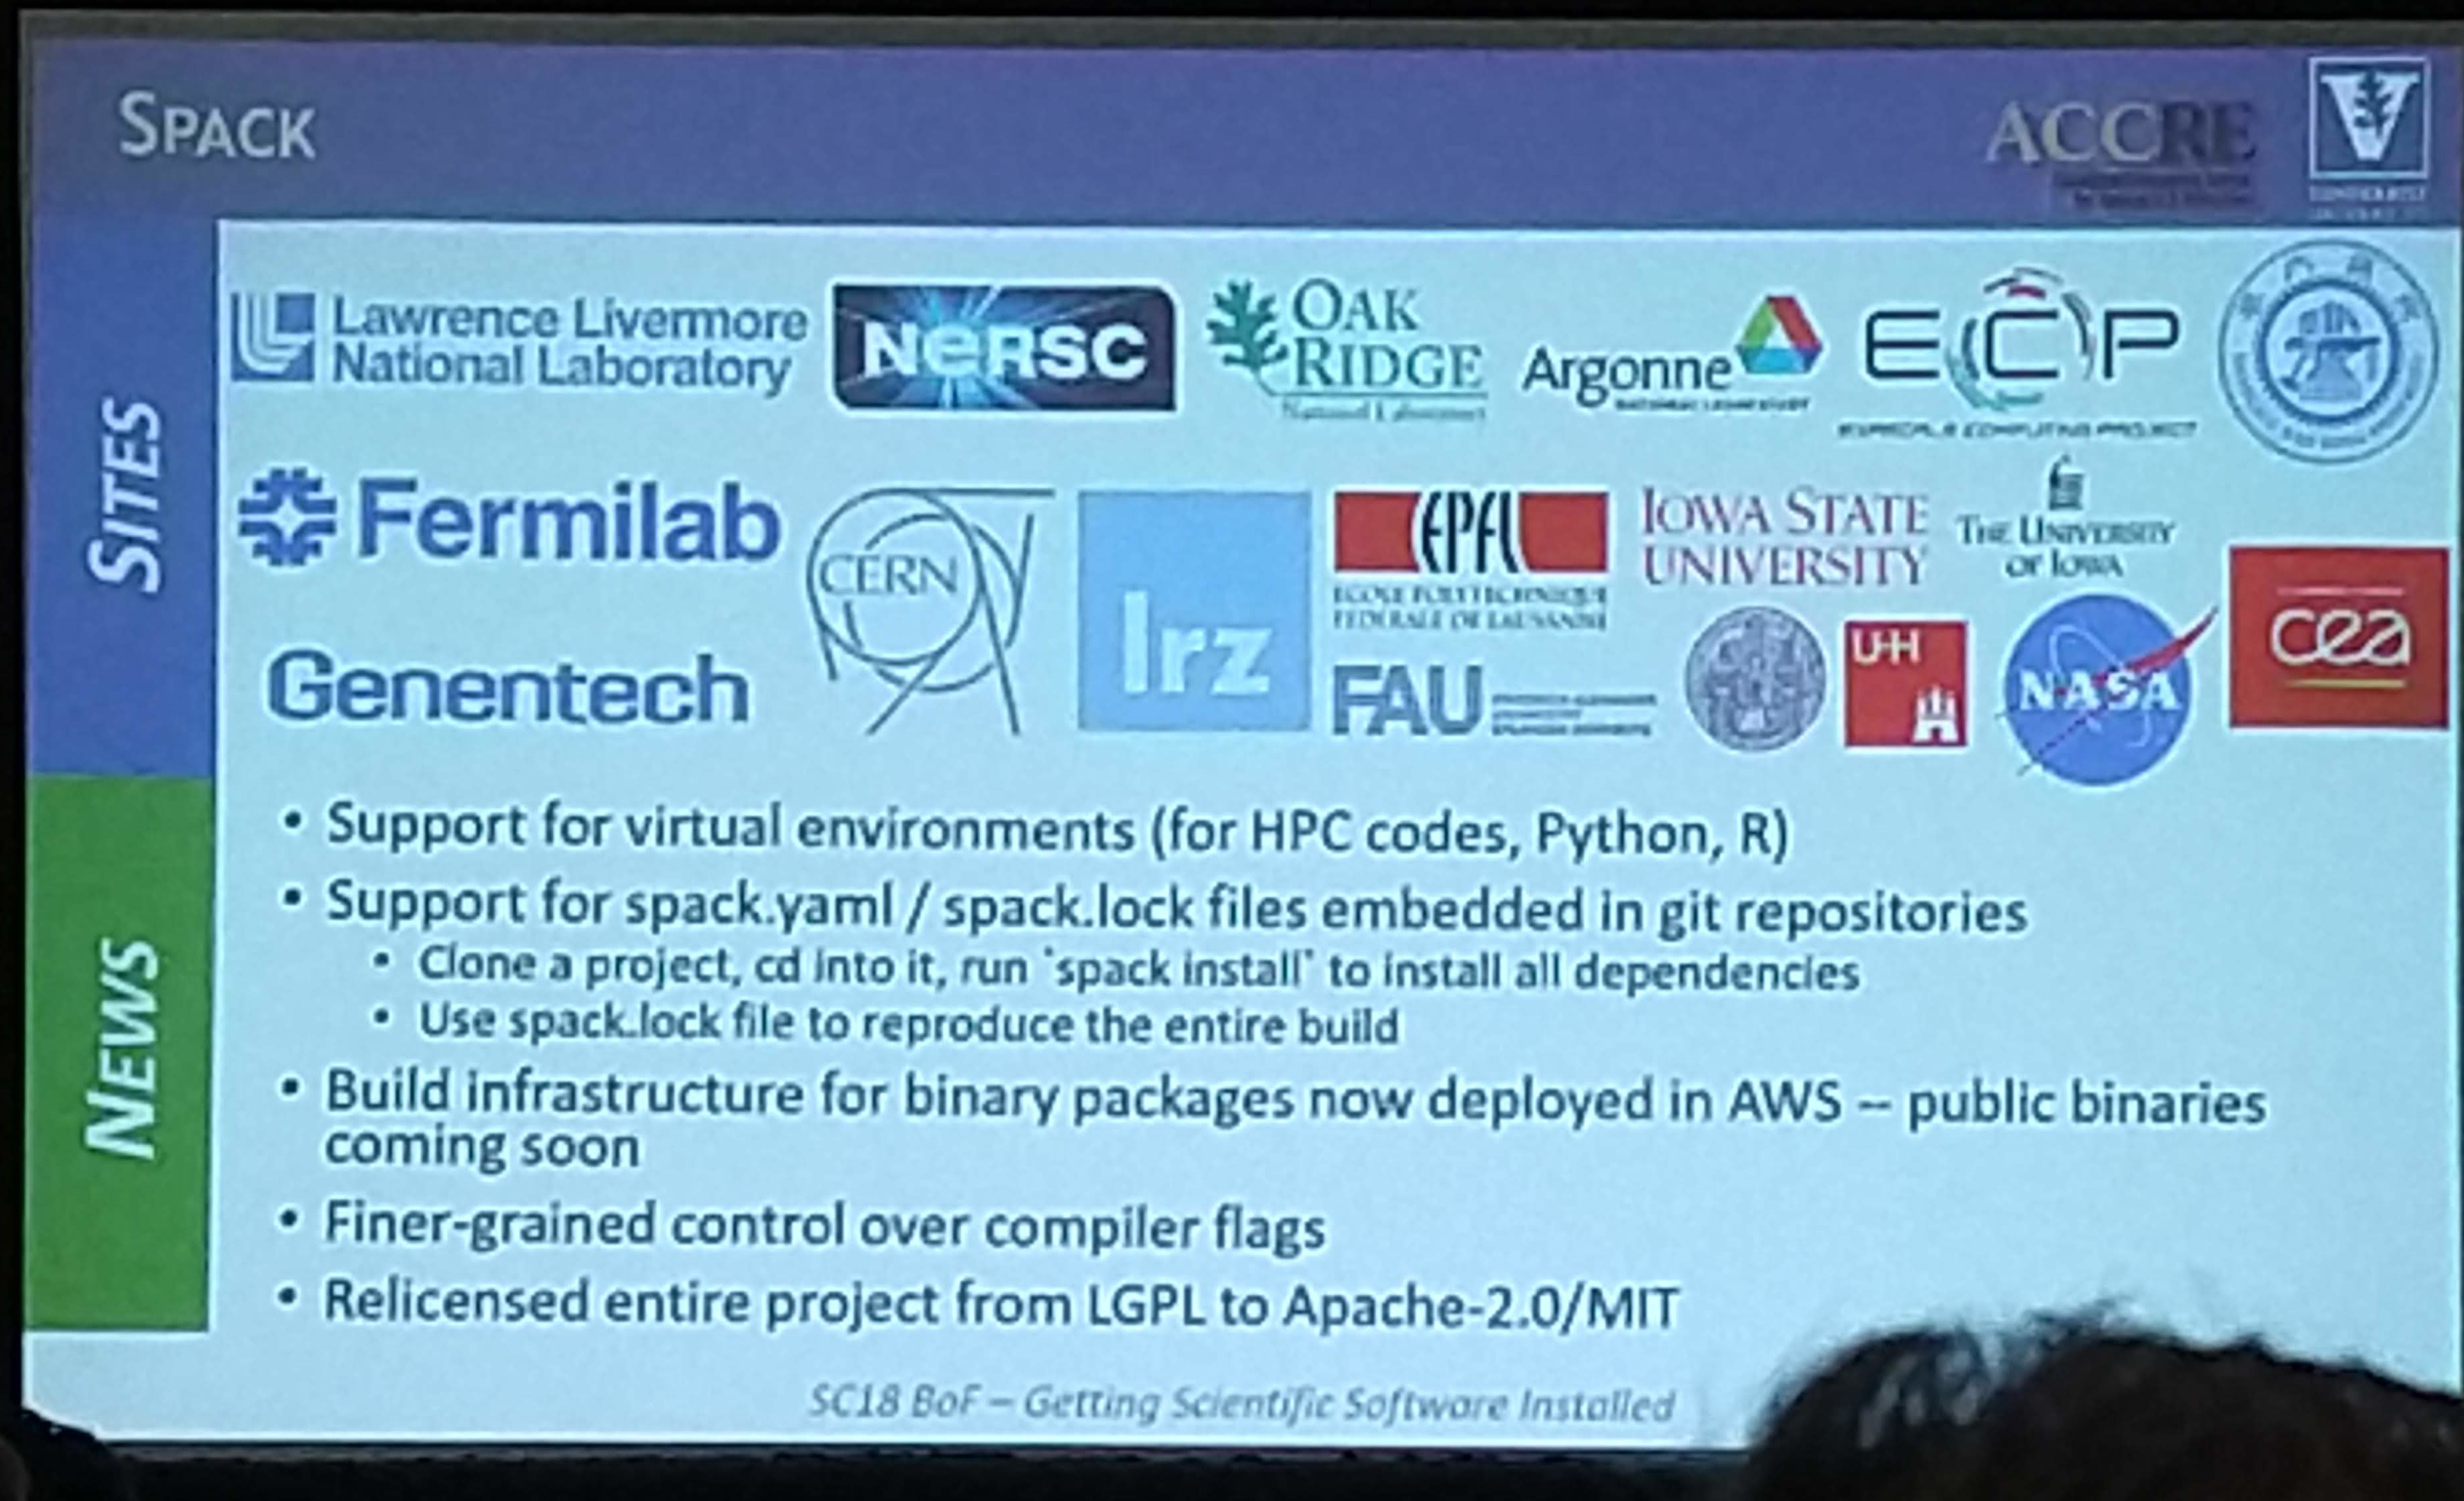 SPACK
ACCRE
SITES
Lawrence Livermore
National Laboratory
NeRSC
OAK
RIDGE
National Laboratory
Argonne
NATIONAL LABORATORY
ECP
EXASCALE COMPUTING PROJECT
Fermilab
CERN
lrz
EPFL
ECOLE POLYTECHNIQUE
FEDERALE DE LAUSANNE
IOWA STATE
UNIVERSITY
THE UNIVERSITY
OF IOWA
Genentech
FAU
UHH
NASA
cea
NEWS
• Support for virtual environments (for HPC codes, Python, R)
• Support for spack.yaml / spack.lock files embedded in git repositories
• Clone a project, cd into it, run `spack install` to install all dependencies
• Use spack.lock file to reproduce the entire build
• Build infrastructure for binary packages now deployed in AWS – public binaries
coming soon
• Finer-grained control over compiler flags
• Relicensed entire project from LGPL to Apache-2.0/MIT
SC18 BoF – Getting Scientific Software Installed